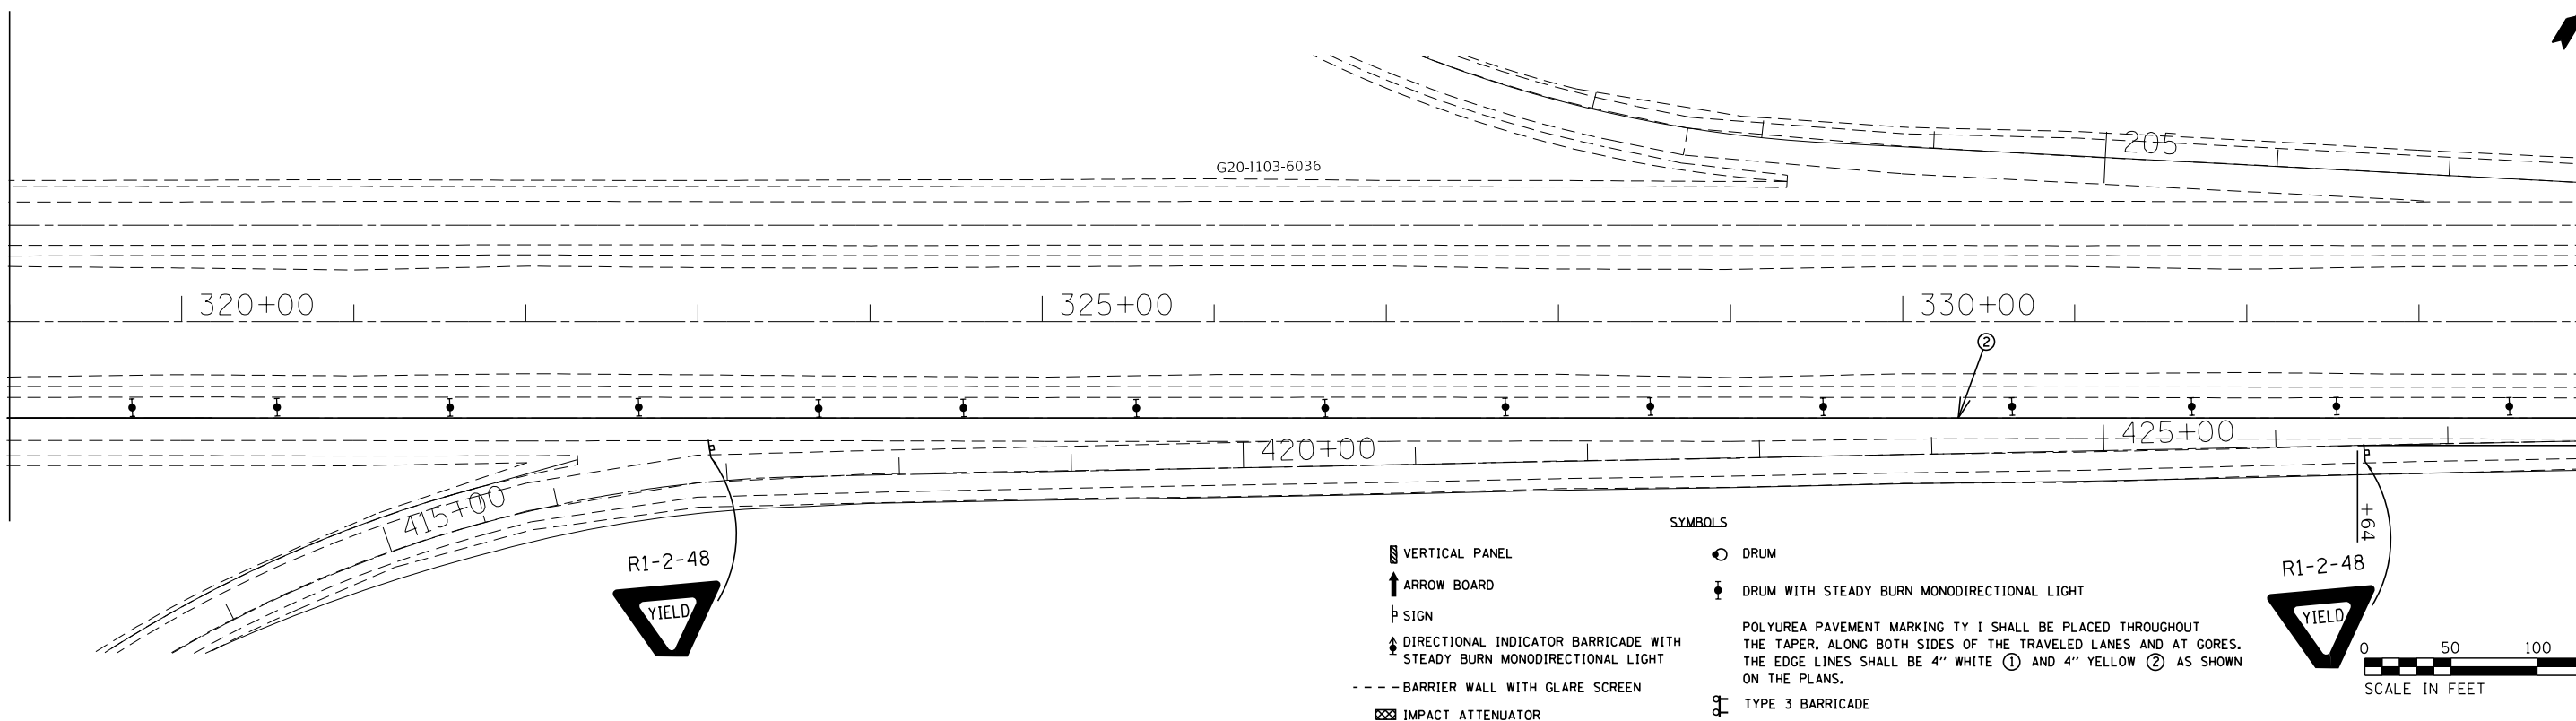 G20-I103-6036
205
320+00
325+00
330+00
2
420+00
425+00
415+00
+64
R1-2-48
YIELD
R1-2-48
YIELD
SYMBOLS
VERTICAL PANEL
ARROW BOARD
SIGN
DIRECTIONAL INDICATOR BARRICADE WITH
STEADY BURN MONODIRECTIONAL LIGHT
BARRIER WALL WITH GLARE SCREEN
IMPACT ATTENUATOR
DRUM
DRUM WITH STEADY BURN MONODIRECTIONAL LIGHT
POLYUREA PAVEMENT MARKING TY I SHALL BE PLACED THROUGHOUT
THE TAPER, ALONG BOTH SIDES OF THE TRAVELED LANES AND AT GORES.
THE EDGE LINES SHALL BE 4'' WHITE 1 AND 4'' YELLOW 2 AS SHOWN
ON THE PLANS.
TYPE 3 BARRICADE
0 50 100
SCALE IN FEET